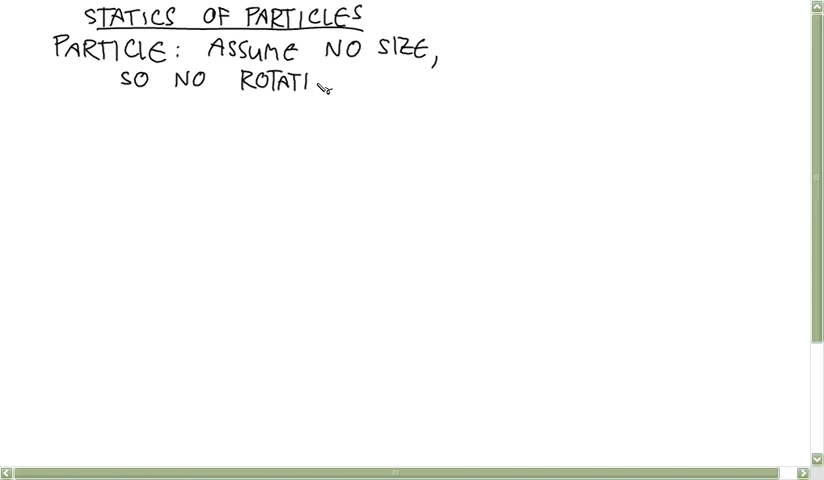 STATICS OF PARTICLES
PARTICLE: ASSUME NO SIZE,
SO NO ROTATI